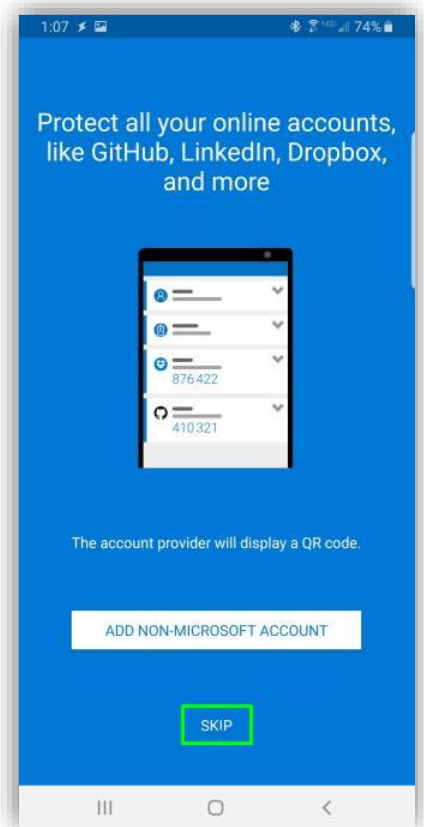 1:07 74%
Protect all your online accounts,
like GitHub, LinkedIn, Dropbox,
and more
876422
410321
The account provider will display a QR code.
ADD NON-MICROSOFT ACCOUNT
SKIP